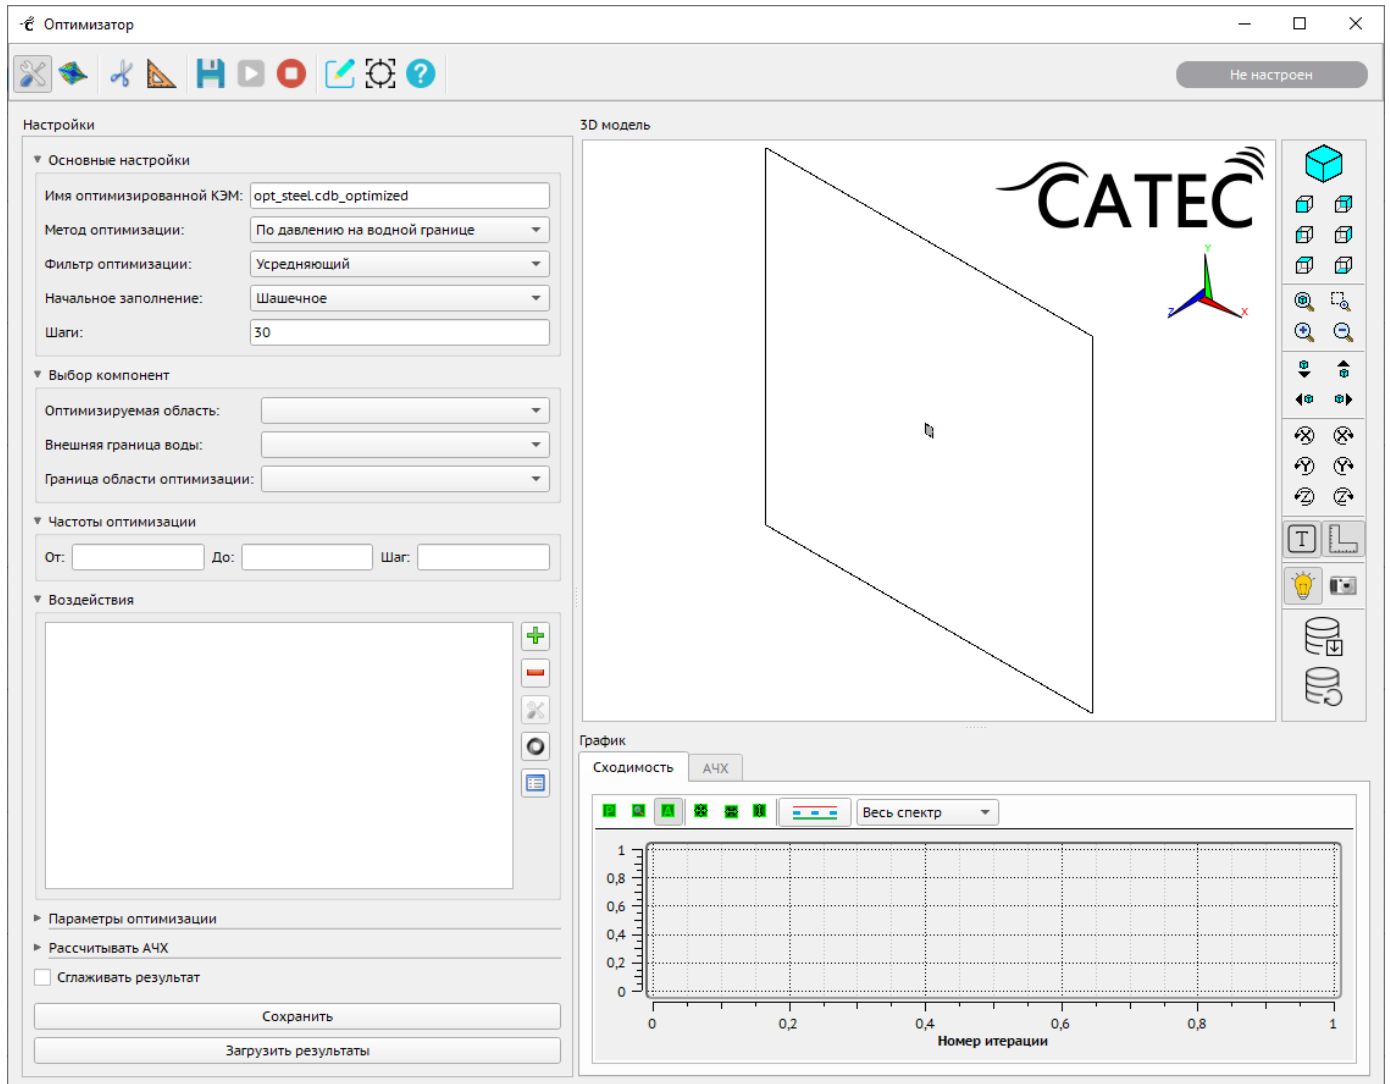 Оптимизатор
Не настроен
Настройки
Основные настройки
Имя оптимизированной КЭМ: opt_steel.cdb_optimized
Метод оптимизации: По давлению на водной границе
Фильтр оптимизации: Усредняющий
Начальное заполнение: Шашечное
Шаги: 30
Выбор компонент
Оптимизируемая область:
Внешняя граница воды:
Граница области оптимизации:
Частоты оптимизации
От: До: Шаг:
Воздействия
Параметры оптимизации
Рассчитывать АЧХ
Сглаживать результат
Сохранить
Загрузить результаты
3D модель
CATEC
Y
Z X
X X
Y Y
Z Z
T
График
Сходимость АЧХ
P A Весь спектр
1
0,8
0,6
0,4
0,2
0
0 0,2 0,4 0,6 0,8 1
Номер итерации